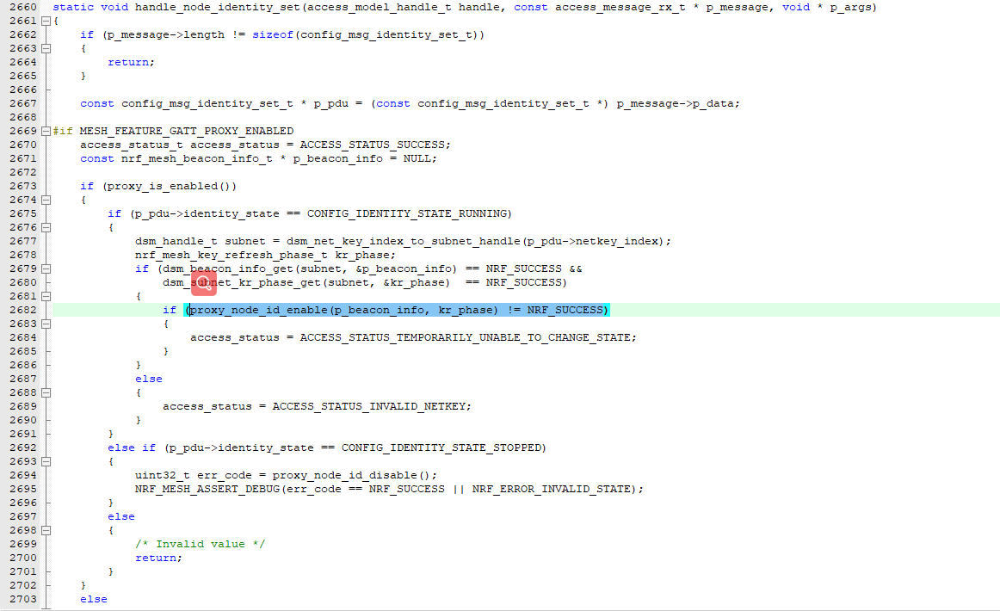 2660 static void handle_node_identity_set(access_model_handle_t handle, const access_message_rx_t * p_message, void * p_args)
2661 {
2662     if (p_message->length != sizeof(config_msg_identity_set_t))
2663     {
2664         return;
2665     }
2666
2667     const config_msg_identity_set_t * p_pdu = (const config_msg_identity_set_t *) p_message->p_data;
2668
2669 #if MESH_FEATURE_GATT_PROXY_ENABLED
2670     access_status_t access_status = ACCESS_STATUS_SUCCESS;
2671     const nrf_mesh_beacon_info_t * p_beacon_info = NULL;
2672
2673     if (proxy_is_enabled())
2674     {
2675         if (p_pdu->identity_state == CONFIG_IDENTITY_STATE_RUNNING)
2676         {
2677             dsm_handle_t subnet = dsm_net_key_index_to_subnet_handle(p_pdu->netkey_index);
2678             nrf_mesh_key_refresh_phase_t kr_phase;
2679             if (dsm_beacon_info_get(subnet, &p_beacon_info) == NRF_SUCCESS &&
2680                 dsm_subnet_kr_phase_get(subnet, &kr_phase)  == NRF_SUCCESS)
2681             {
2682                 if (proxy_node_id_enable(p_beacon_info, kr_phase) != NRF_SUCCESS)
2683                 {
2684                     access_status = ACCESS_STATUS_TEMPORARILY_UNABLE_TO_CHANGE_STATE;
2685                 }
2686             }
2687             else
2688             {
2689                 access_status = ACCESS_STATUS_INVALID_NETKEY;
2690             }
2691         }
2692         else if (p_pdu->identity_state == CONFIG_IDENTITY_STATE_STOPPED)
2693         {
2694             uint32_t err_code = proxy_node_id_disable();
2695             NRF_MESH_ASSERT_DEBUG(err_code == NRF_SUCCESS || NRF_ERROR_INVALID_STATE);
2696         }
2697         else
2698         {
2699             /* Invalid value */
2700             return;
2701         }
2702     }
2703     else